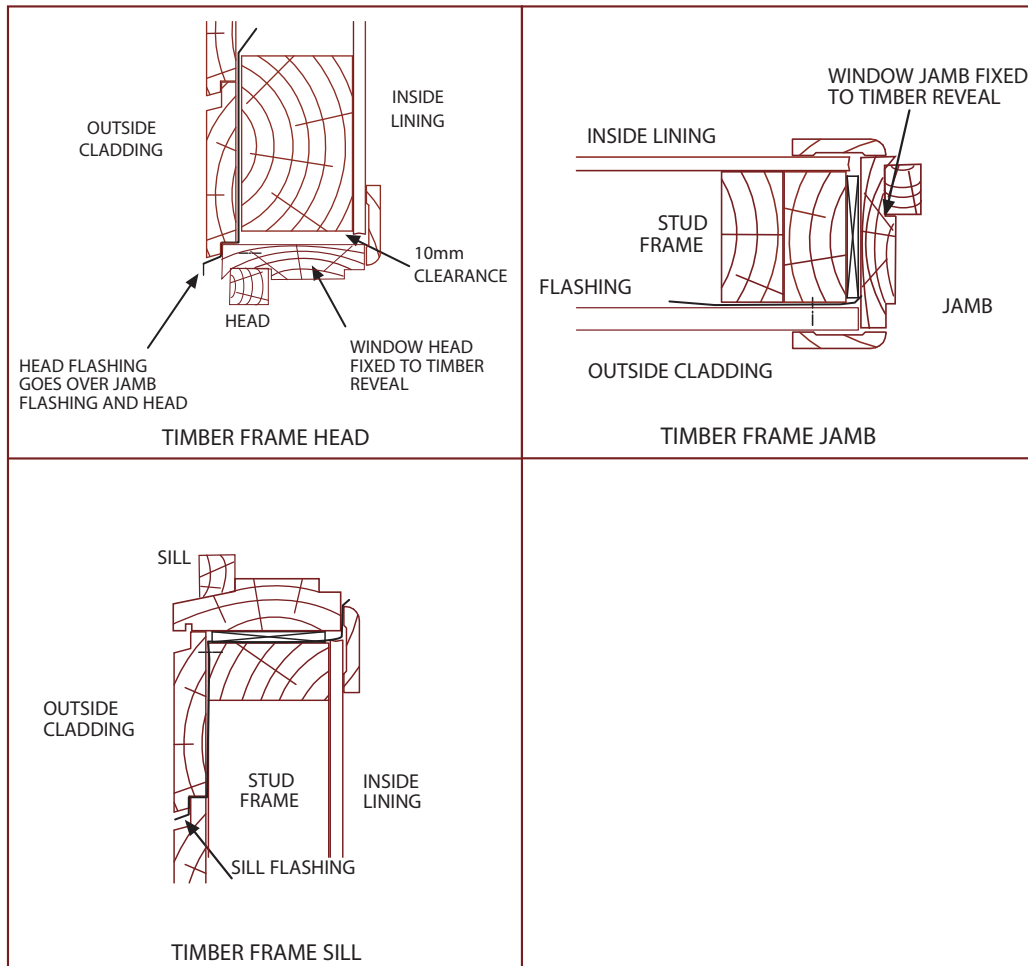 OUTSIDE
CLADDING
INSIDE
LINING
10mm
CLEARANCE
HEAD
HEAD FLASHING
GOES OVER JAMB
FLASHING AND HEAD
WINDOW HEAD
FIXED TO TIMBER
REVEAL
TIMBER FRAME HEAD
WINDOW JAMB FIXED
TO TIMBER REVEAL
INSIDE LINING
STUD
FRAME
FLASHING
JAMB
OUTSIDE CLADDING
TIMBER FRAME JAMB
SILL
OUTSIDE
CLADDING
STUD
FRAME
INSIDE
LINING
SILL FLASHING
TIMBER FRAME SILL